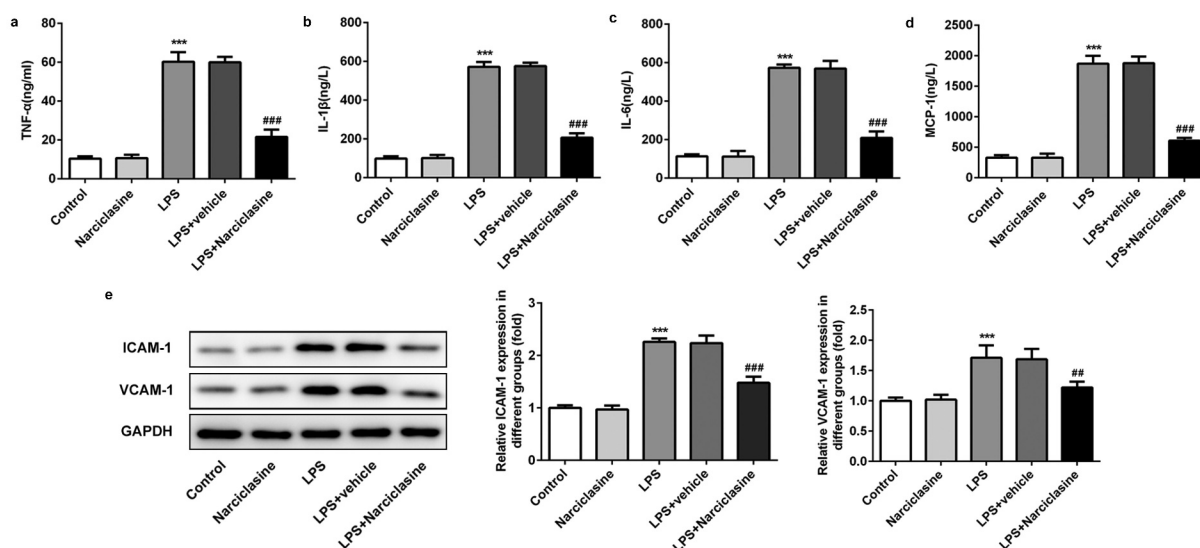 a
TNF-α(ng/ml)
80
60
40
20
0
***
###
Control
Narciclasine
LPS
LPS+vehicle
LPS+Narciclasine
b
IL-1β(ng/L)
800
600
400
200
0
***
###
Control
Narciclasine
LPS
LPS+vehicle
LPS+Narciclasine
c
IL-6(ng/L)
800
600
400
200
0
***
###
Control
Narciclasine
LPS
LPS+vehicle
LPS+Narciclasine
d
MCP-1(ng/L)
2500
2000
1500
1000
500
0
***
###
Control
Narciclasine
LPS
LPS+vehicle
LPS+Narciclasine
e
ICAM-1
VCAM-1
GAPDH
Control
Narciclasine
LPS
LPS+vehicle
LPS+Narciclasine
Relative ICAM-1 expression in
different groups (fold)
3
2
1
0
***
###
Control
Narciclasine
LPS
LPS+vehicle
LPS+Narciclasine
Relative VCAM-1 expression in
different groups (fold)
2.5
2.0
1.5
1.0
0.5
0.0
***
##
Control
Narciclasine
LPS
LPS+vehicle
LPS+Narciclasine